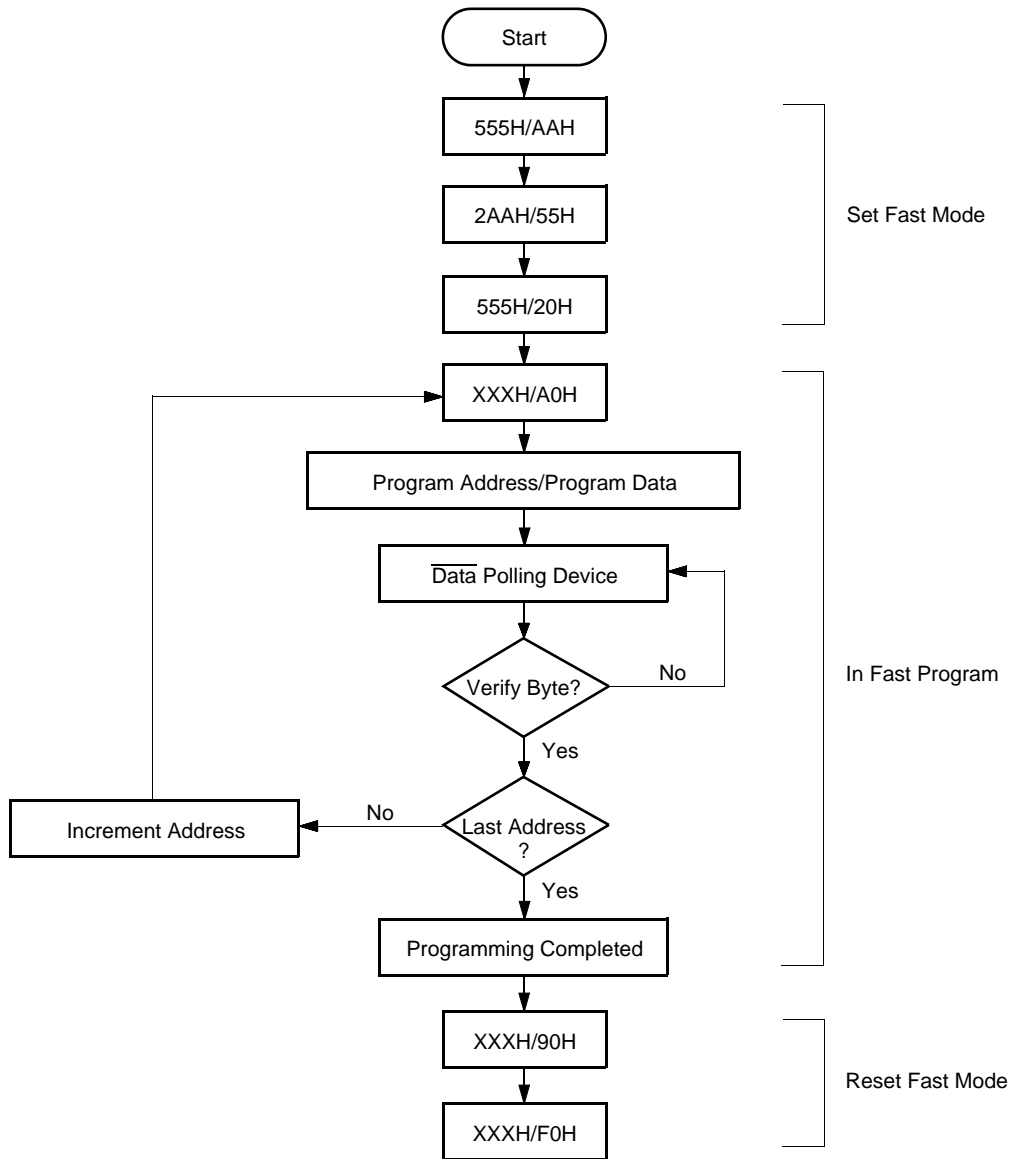 Start
555H/AAH
2AAH/55H
Set Fast Mode
555H/20H
XXXH/A0H
Program Address/Program Data
Data Polling Device
Verify Byte?
No
In Fast Program
Yes
Increment Address
No
Last Address
?
Yes
Programming Completed
XXXH/90H
Reset Fast Mode
XXXH/F0H